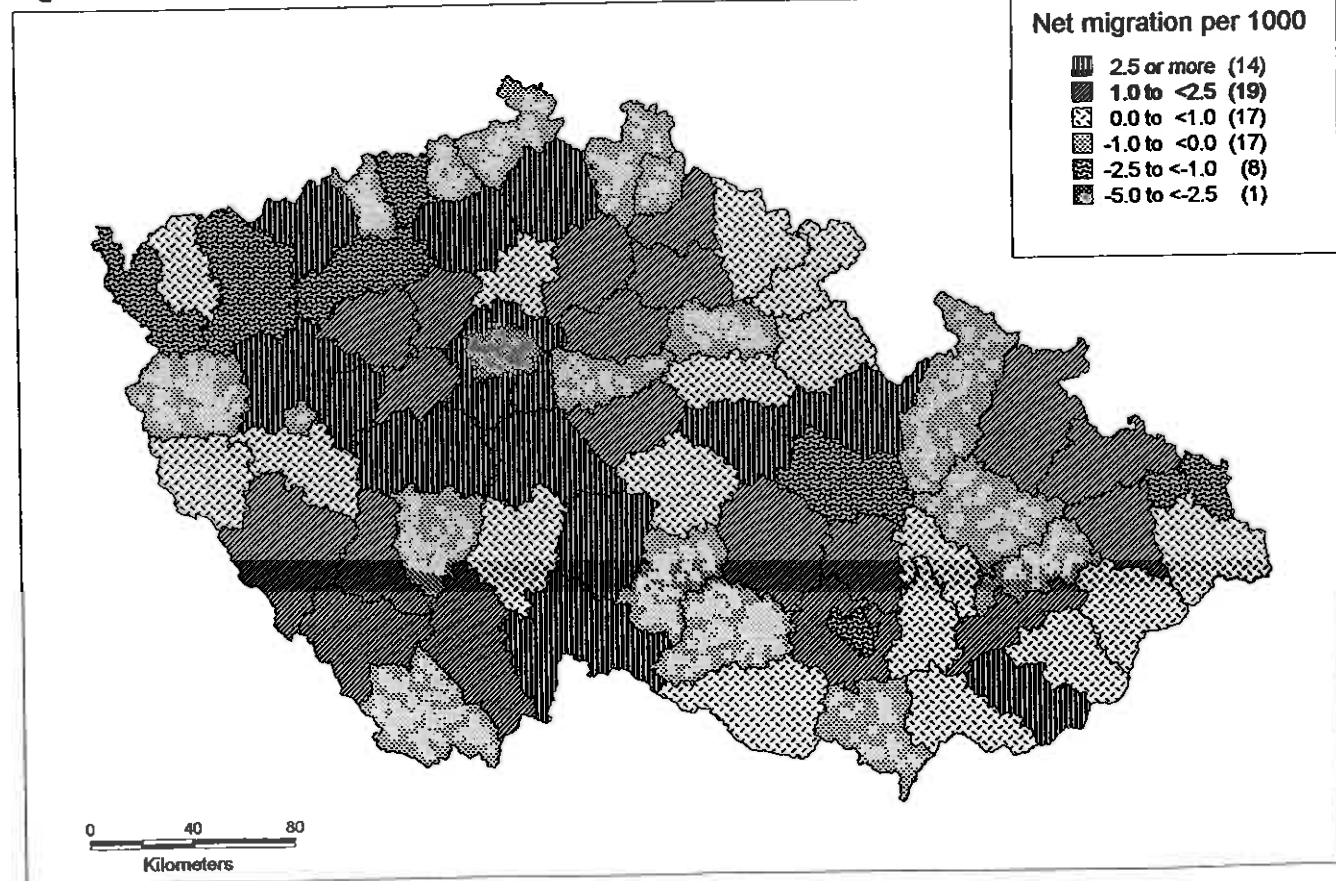 Net migration per 1000
2.5 or more (14)
1.0 to <2.5 (19)
0.0 to <1.0 (17)
-1.0 to <0.0 (17)
-2.5 to <-1.0 (8)
-5.0 to <-2.5 (1)
0 40 80
Kilometers